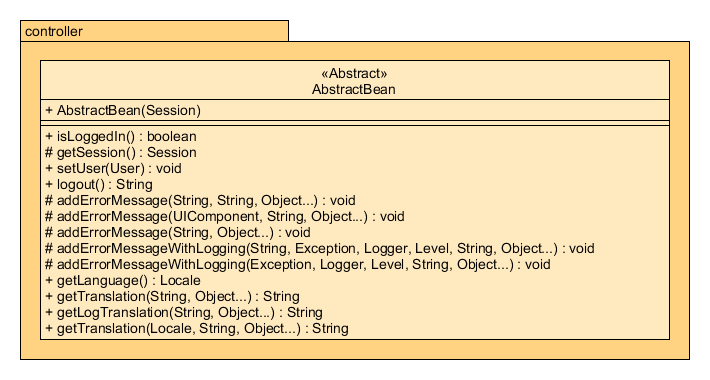 controller
«Abstract»
AbstractBean
+ AbstractBean(Session)
+ isLoggedIn() : boolean
# getSession() : Session
+ setUser(User) : void
+ logout() : String
# addErrorMessage(String, String, Object...) : void
# addErrorMessage(UIComponent, String, Object...) : void
# addErrorMessage(String, Object...) : void
# addErrorMessageWithLogging(String, Exception, Logger, Level, String, Object...) : void
# addErrorMessageWithLogging(Exception, Logger, Level, String, Object...) : void
+ getLanguage() : Locale
+ getTranslation(String, Object...) : String
+ getLogTranslation(String, Object...) : String
+ getTranslation(Locale, String, Object...) : String